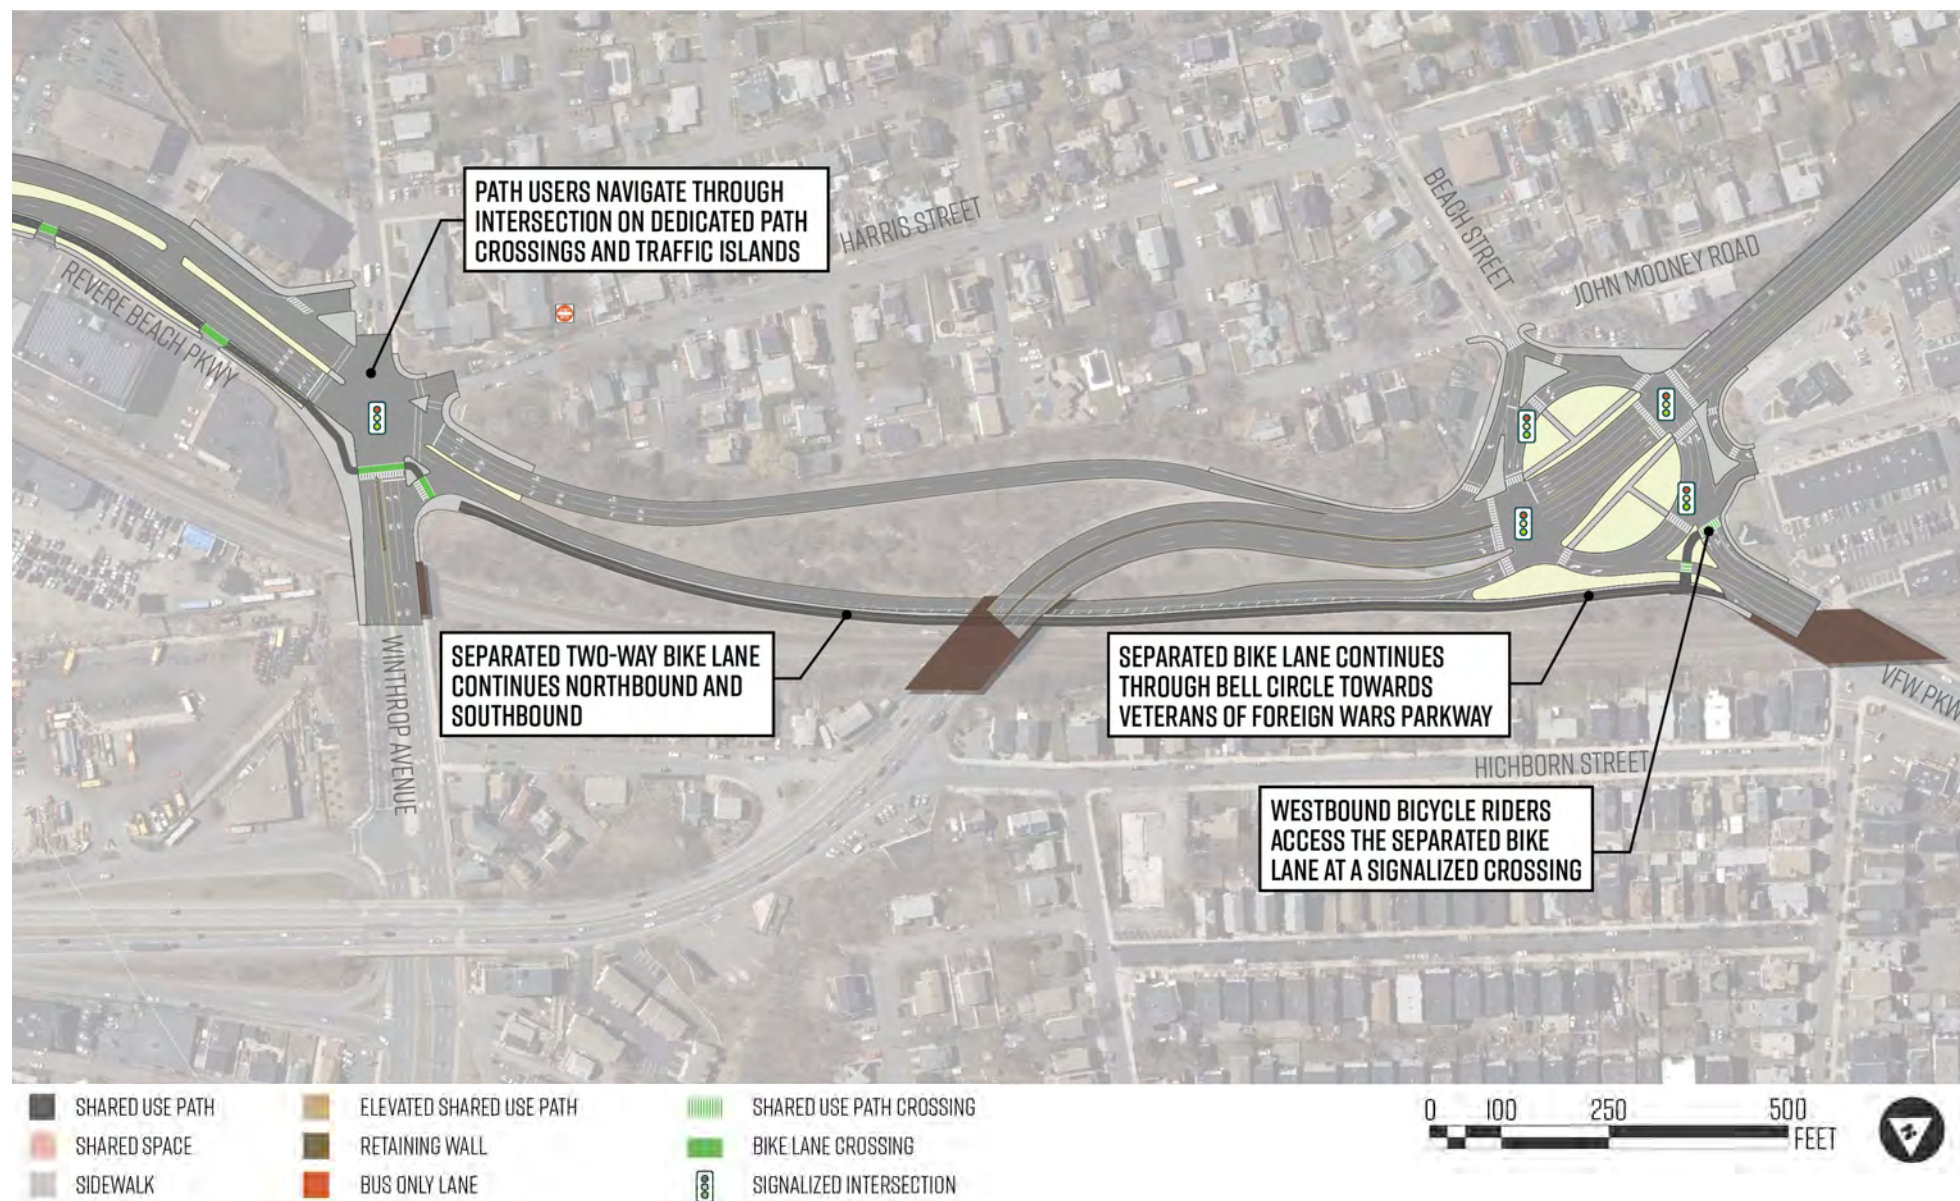 PATH USERS NAVIGATE THROUGH
INTERSECTION ON DEDICATED PATH
CROSSINGS AND TRAFFIC ISLANDS
HARRIS STREET
BEACH STREET
JOHN MOONEY ROAD
REVERE BEACH PKWY
SEPARATED TWO-WAY BIKE LANE
CONTINUES NORTHBOUND AND
SOUTHBOUND
WINTHROP AVENUE
SEPARATED BIKE LANE CONTINUES
THROUGH BELL CIRCLE TOWARDS
VETERANS OF FOREIGN WARS PARKWAY
VFW PKW
HICHBORN STREET
WESTBOUND BICYCLE RIDERS
ACCESS THE SEPARATED BIKE
LANE AT A SIGNALIZED CROSSING
SHARED USE PATH
SHARED SPACE
SIDEWALK
ELEVATED SHARED USE PATH
RETAINING WALL
BUS ONLY LANE
SHARED USE PATH CROSSING
BIKE LANE CROSSING
SIGNALIZED INTERSECTION
0 100 250 500
FEET
N